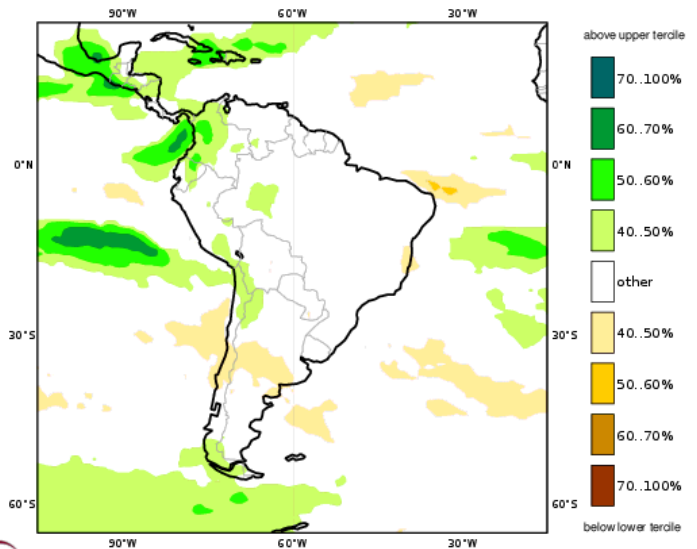 90°W 60°W 30°W
above upper tercile
70..100%
60..70%
0°N 0°N
50..60%
40..50%
other
30°S 30°S
40..50%
50..60%
60..70%
70..100%
60°S 60°S
below lower tercile
90°W 60°W 30°W